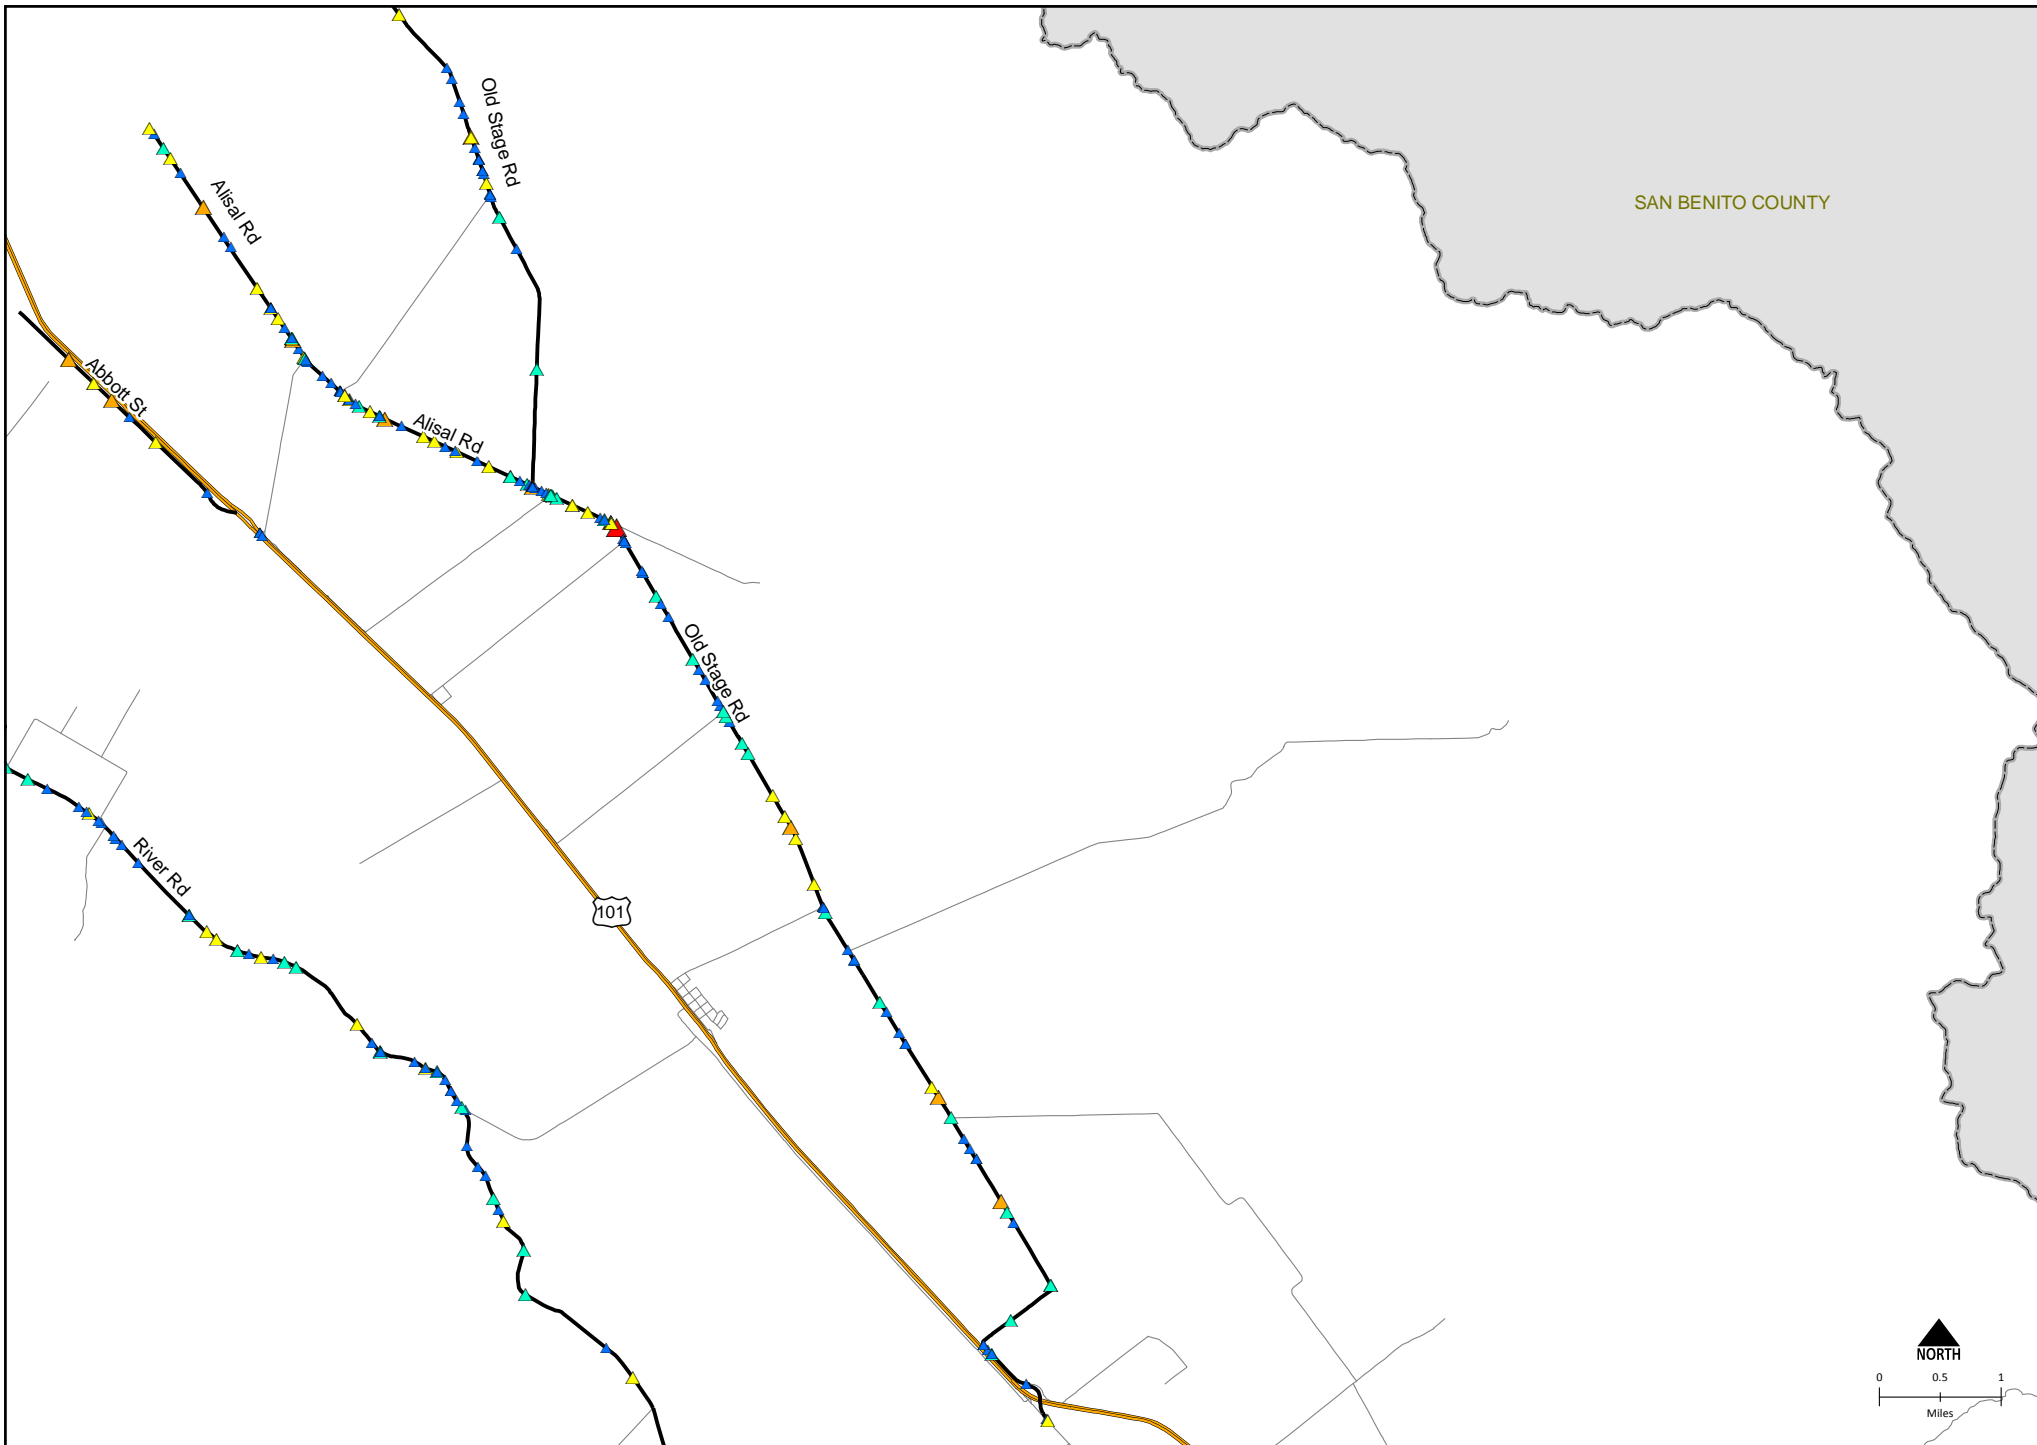 Old Stage Rd
Alisal Rd
SAN BENITO COUNTY
Abbott St
Alisal Rd
Old Stage Rd
River Rd
101
NORTH
0 0.5 1
Miles